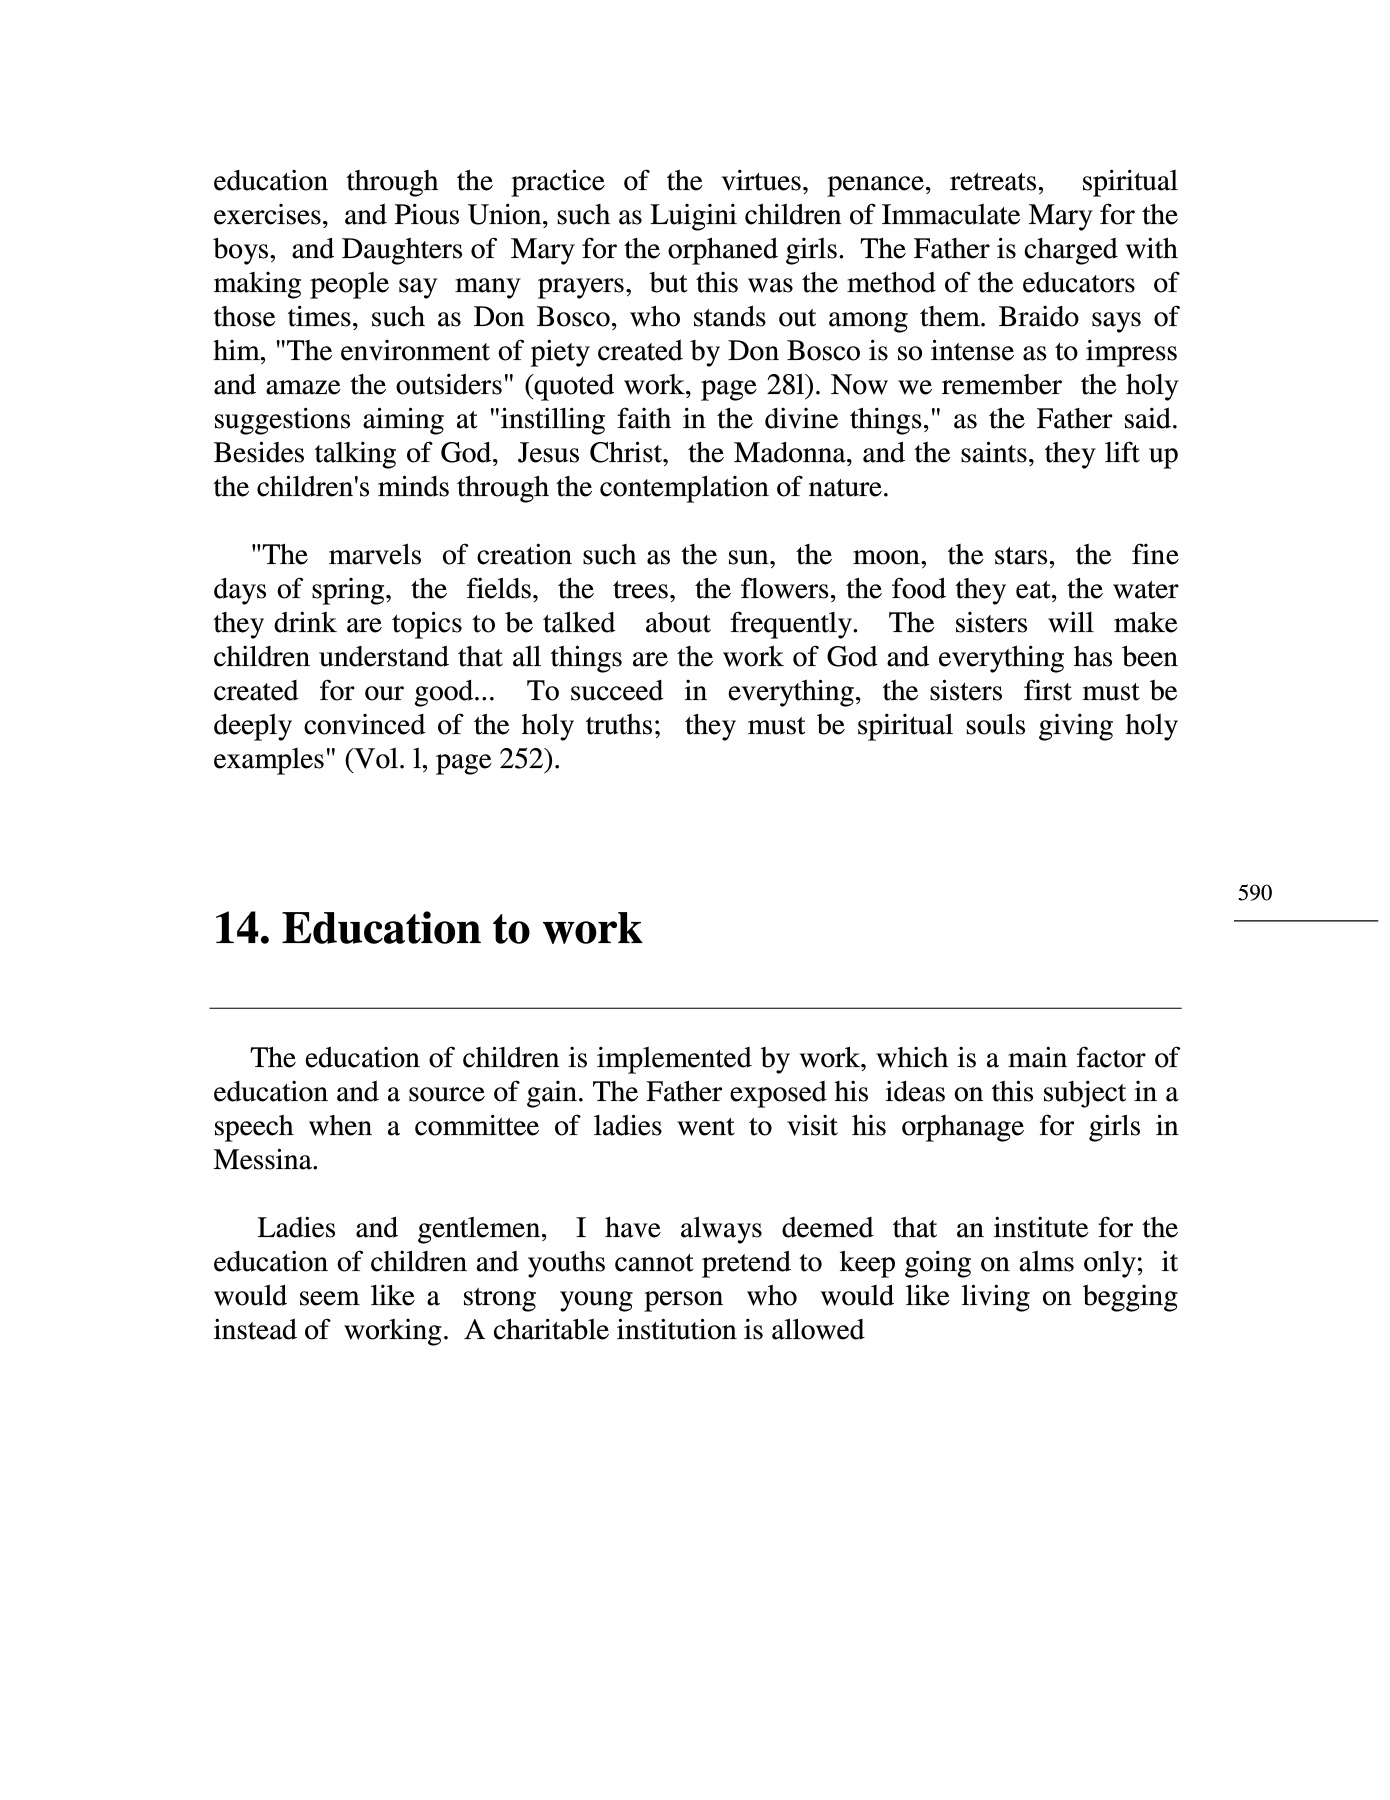 education through the practice of the virtues, penance, retreats, spiritual
exercises, and Pious Union, such as Luigini children of Immaculate Mary for the
boys, and Daughters of Mary for the orphaned girls. The Father is charged with
making people say many prayers, but this was the method of the educators of
those times, such as Don Bosco, who stands out among them. Braido says of
him, "The environment of piety created by Don Bosco is so intense as to impress
and amaze the outsiders" (quoted work, page 28l). Now we remember the holy
suggestions aiming at "instilling faith in the divine things," as the Father said.
Besides talking of God, Jesus Christ, the Madonna, and the saints, they lift up
the children's minds through the contemplation of nature.
"The marvels of creation such as the sun, the moon, the stars, the fine
days of spring, the fields, the trees, the flowers, the food they eat, the water
they drink are topics to be talked about frequently. The sisters will make
children understand that all things are the work of God and everything has been
created for our good... To succeed in everything, the sisters first must be
deeply convinced of the holy truths; they must be spiritual souls giving holy
examples" (Vol. l, page 252).
590
14. Education to work
The education of children is implemented by work, which is a main factor of
education and a source of gain. The Father exposed his ideas on this subject in a
speech when a committee of ladies went to visit his orphanage for girls in
Messina.
Ladies and gentlemen, I have always deemed that an institute for the
education of children and youths cannot pretend to keep going on alms only; it
would seem like a strong young person who would like living on begging
instead of working. A charitable institution is allowed